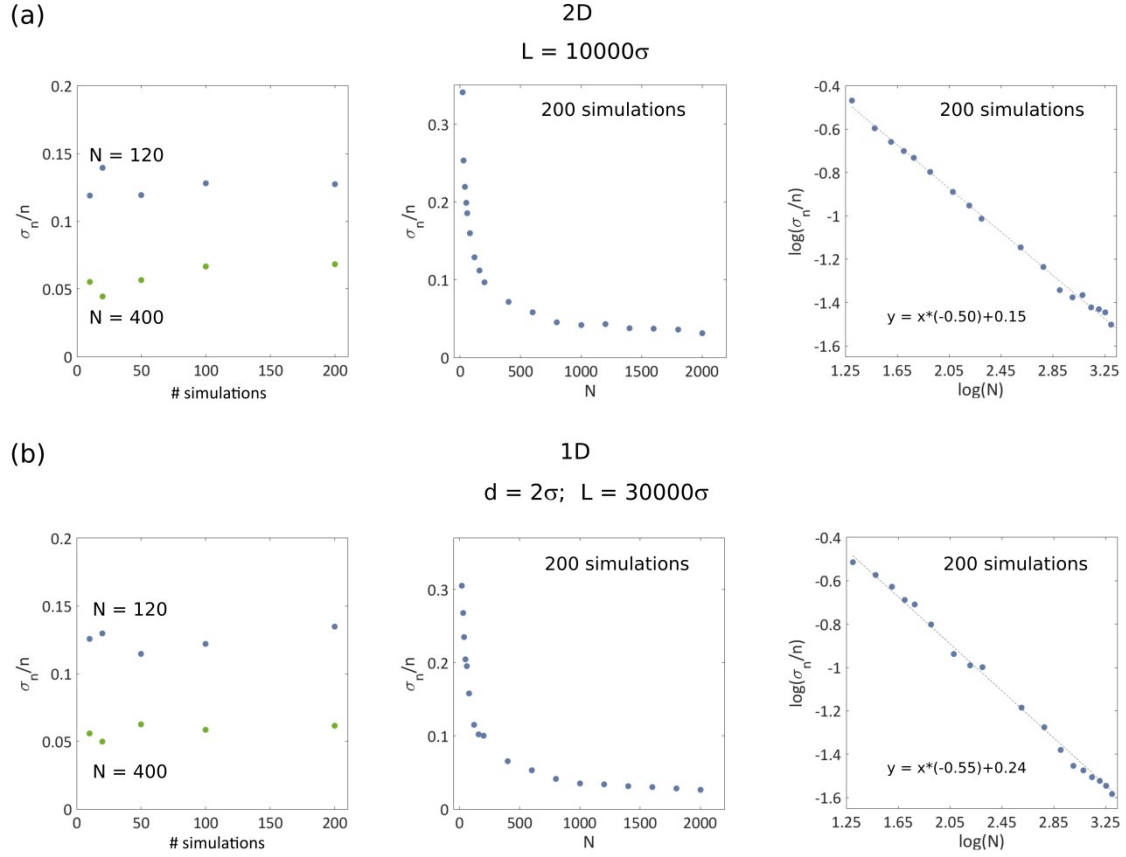 (a)
2D
L = 10000σ
0.2
0.15
0.1
0.05
0
σn/n
N = 120
N = 400
0 50 100 150 200
# simulations
0.3
0.2
0.1
0
σn/n
200 simulations
0 500 1000 1500 2000
N
-0.4
-0.6
-0.8
-1
-1.2
-1.4
-1.6
log(σn/n)
200 simulations
y = x*(-0.50)+0.15
1.25 1.65 2.05 2.45 2.85 3.25
log(N)
(b)
1D
d = 2σ; L = 30000σ
0.2
0.15
0.1
0.05
0
σn/n
N = 120
N = 400
0 50 100 150 200
# simulations
0.3
0.2
0.1
0
σn/n
200 simulations
0 500 1000 1500 2000
N
-0.4
-0.6
-0.8
-1
-1.2
-1.4
-1.6
log(σn/n)
200 simulations
y = x*(-0.55)+0.24
1.25 1.65 2.05 2.45 2.85 3.25
log(N)